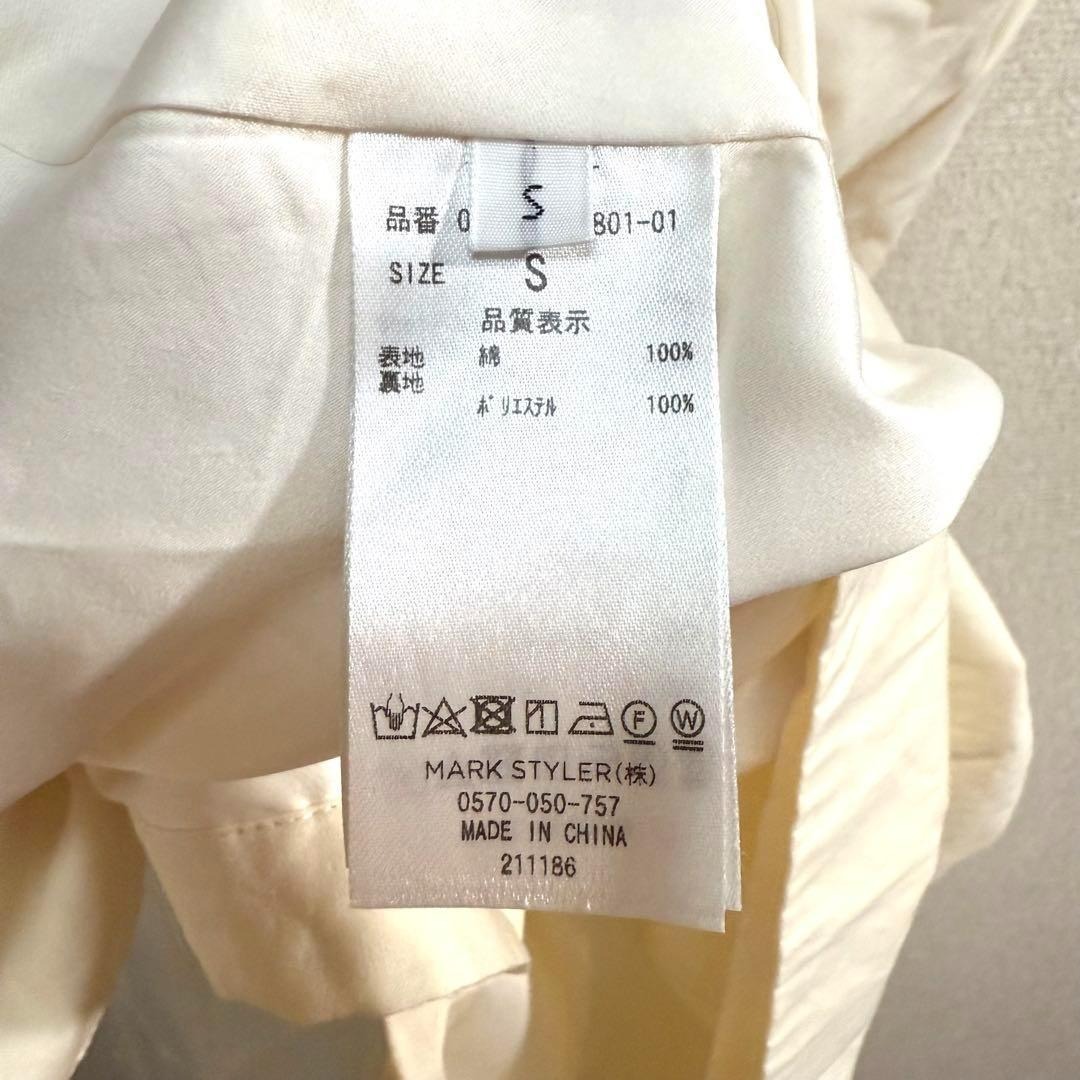 S
品番 0 801-01
SIZE S
品質表示
表地 綿 100%
裏地
ポリエステル 100%
MARK STYLER(株)
0570-050-757
MADE IN CHINA
211186